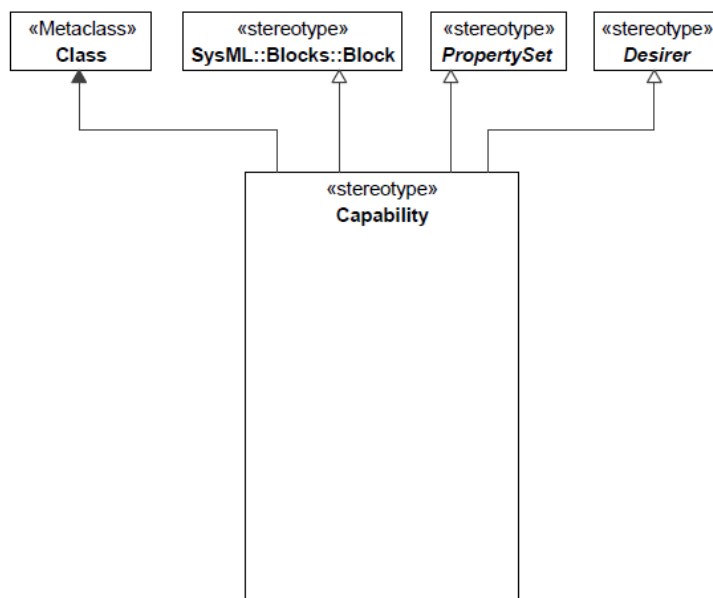 «Metaclass»
Class
«stereotype»
SysML::Blocks::Block
«stereotype»
PropertySet
«stereotype»
Desirer
«stereotype»
Capability